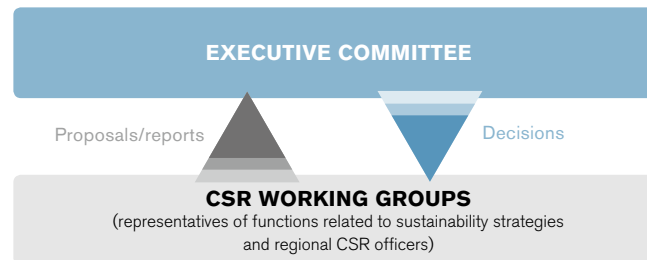 EXECUTIVE COMMITTEE
Proposals/reports
Decisions
CSR WORKING GROUPS
(representatives of functions related to sustainability strategies
and regional CSR officers)